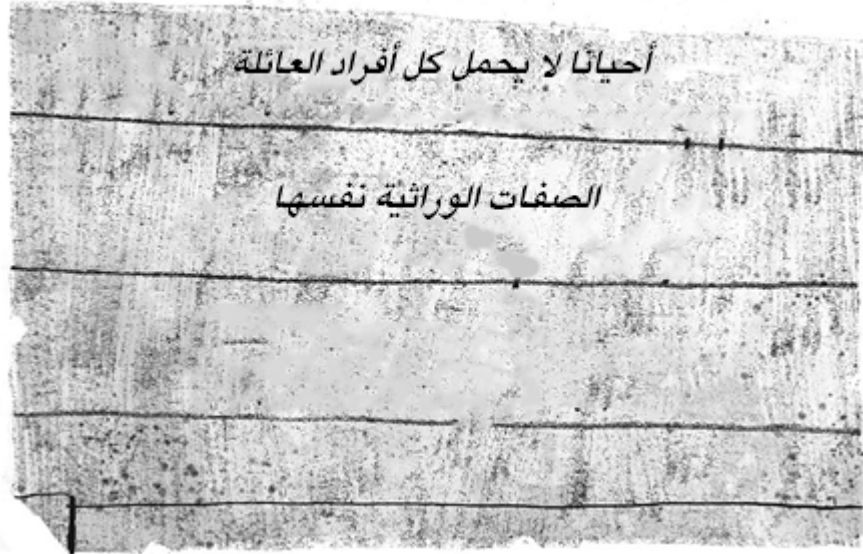 أحيانًا لا يحمل كل أفراد العائلة
الصفات الوراثية نفسها